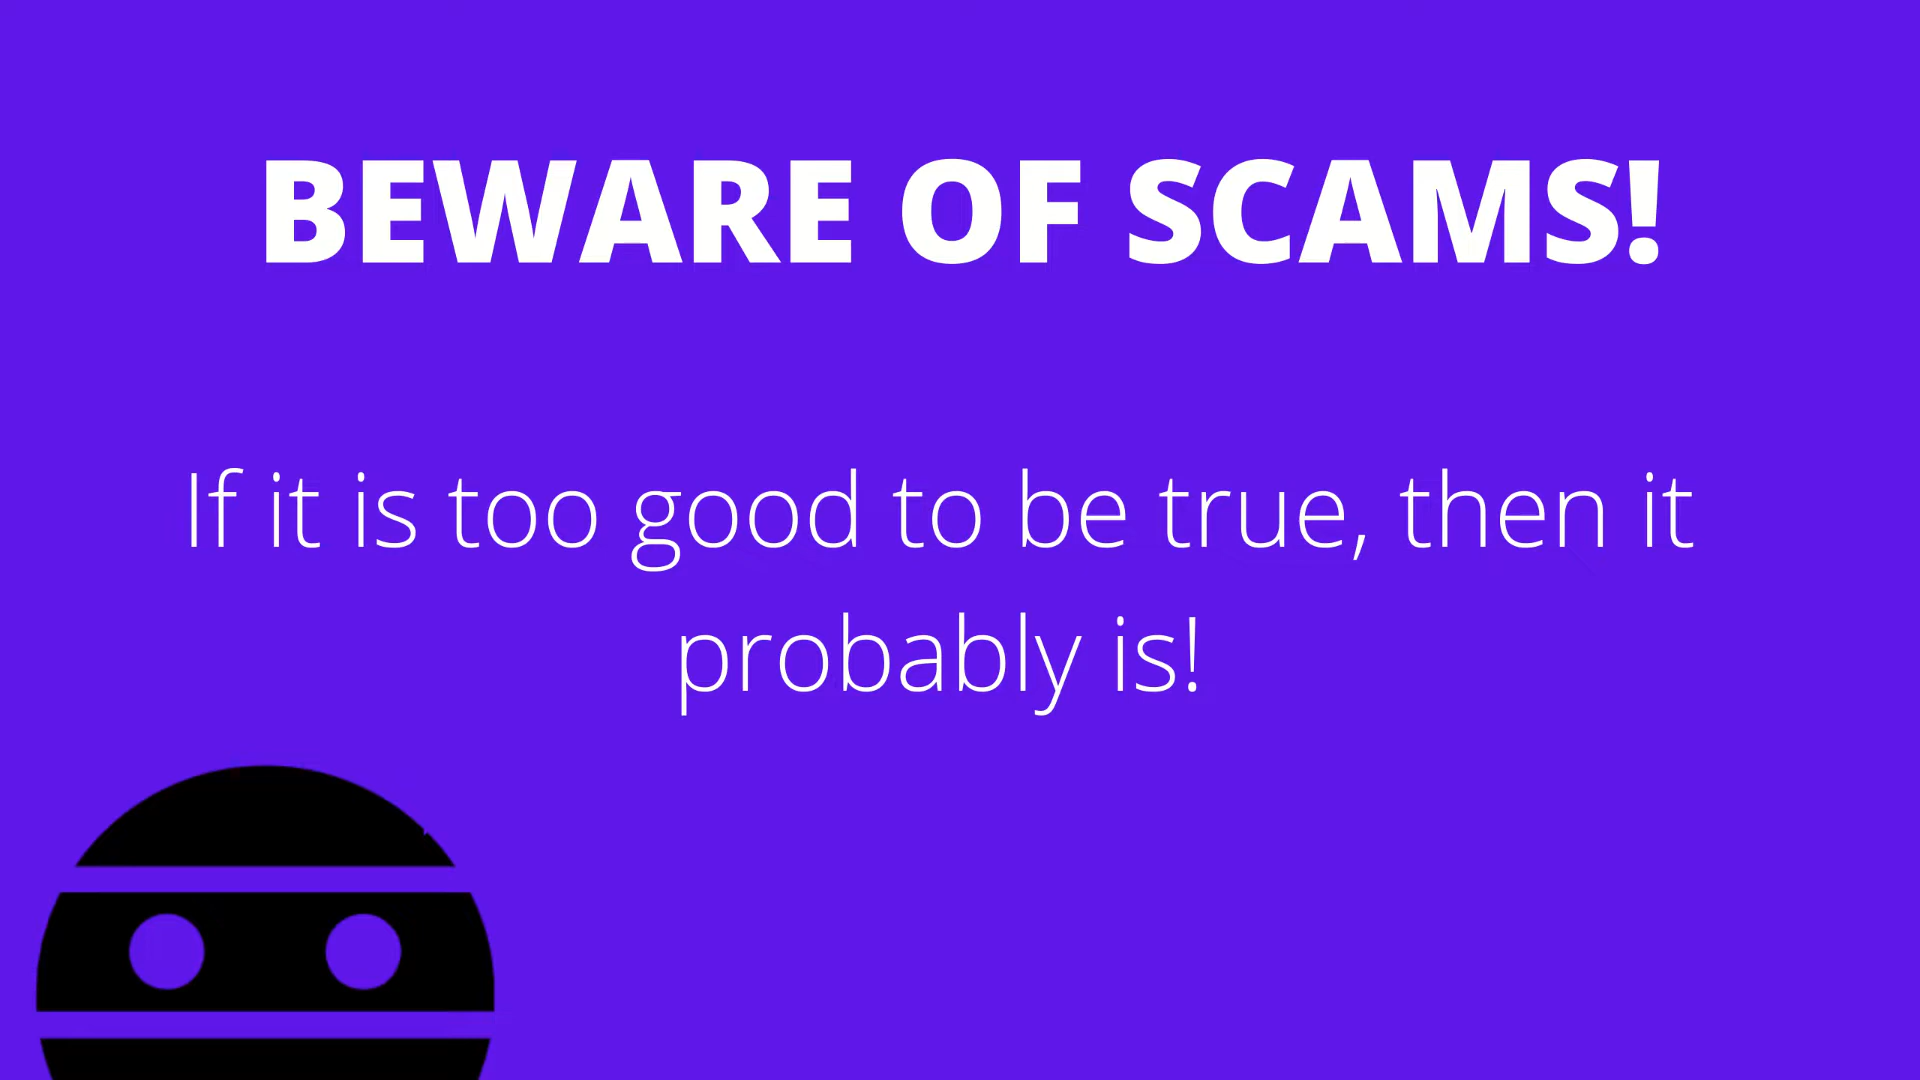 BEWARE OF SCAMS!
If it is too good to be true, then it
probably is!